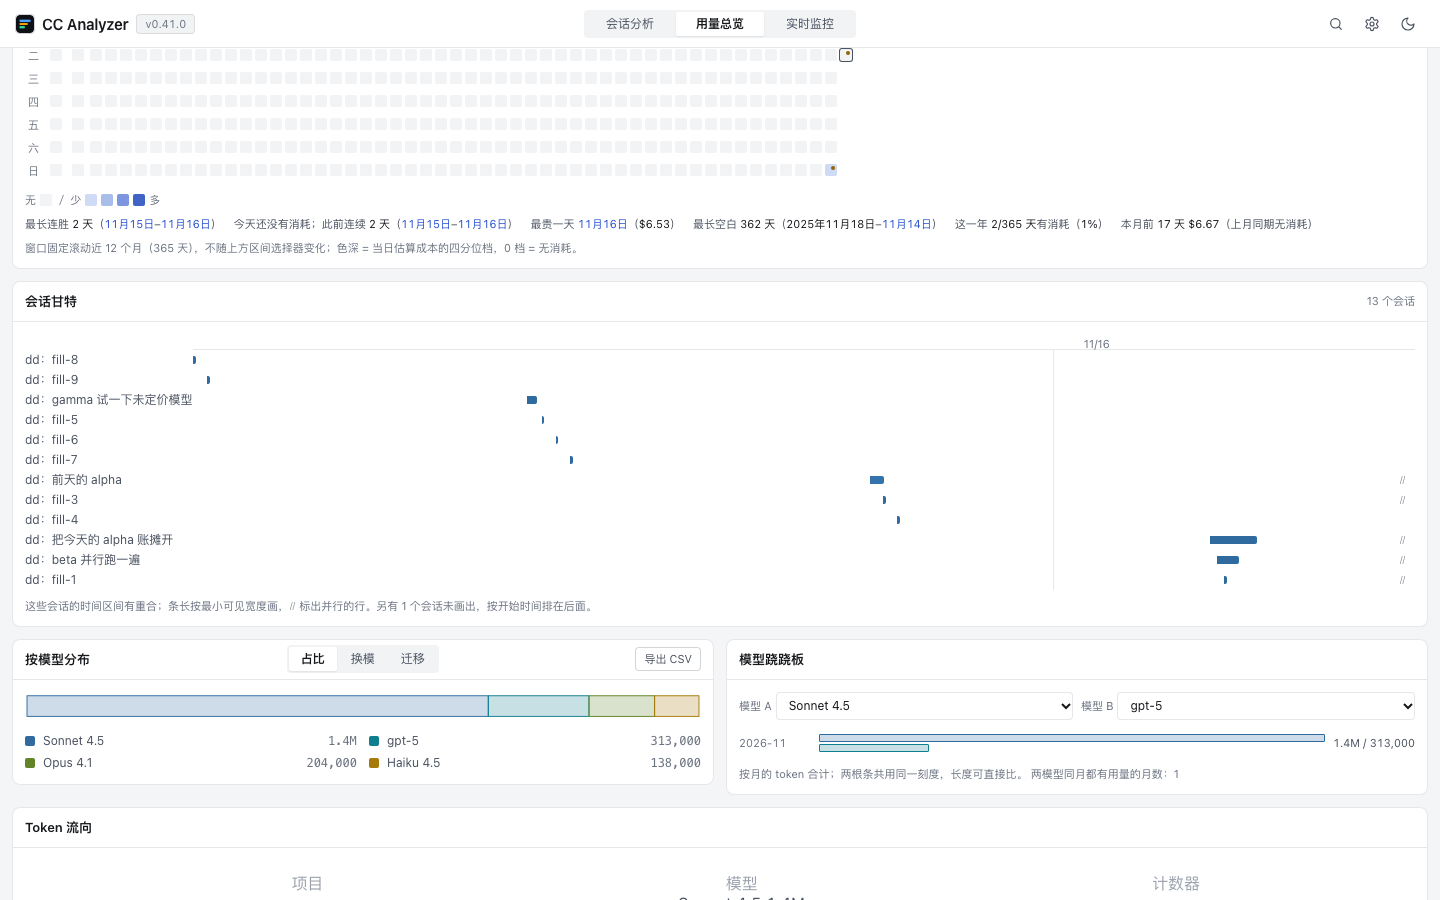 CC Analyzer v0.41.0 会话分析 用量总览 实时监控
二
三
四
五
六
日
无 / 少 多
最长连胜 2 天（11月15日–11月16日） 今天还没有消耗；此前连续 2 天（11月15日–11月16日） 最贵一天 11月16日（$6.53） 最长空白 362 天（2025年11月18日–11月14日） 这一年 2/365 天有消耗（1%） 本月前 17 天 $6.67（上月同期无消耗）
窗口固定滚动近 12 个月（365 天），不随上方区间选择器变化；色深 = 当日估算成本的四分位档，0 档 = 无消耗。
会话甘特 13 个会话
11/16
dd：fill-8
dd：fill-9
dd：gamma 试一下未定价模型
dd：fill-5
dd：fill-6
dd：fill-7
dd：前天的 alpha //
dd：fill-3 //
dd：fill-4
dd：把今天的 alpha 账摊开 //
dd：beta 并行跑一遍 //
dd：fill-1 //
这些会话的时间区间有重合；条长按最小可见宽度画，// 标出并行的行。另有 1 个会话未画出，按开始时间排在后面。
按模型分布 占比 换模 迁移 导出 CSV
Sonnet 4.5 1.4M gpt-5 313,000
Opus 4.1 204,000 Haiku 4.5 138,000
模型跷跷板
模型 A Sonnet 4.5 模型 B gpt-5
2026-11 1.4M / 313,000
按月的 token 合计；两根条共用同一刻度，长度可直接比。 两模型同月都有用量的月数：1
Token 流向
项目 模型 计数器
Sonnet 4.5 1.4M